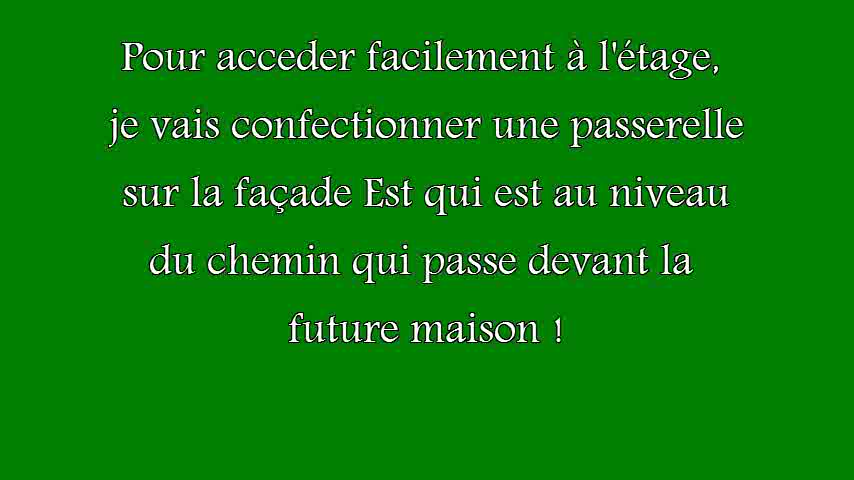 Pour acceder facilement à l'étage,
je vais confectionner une passerelle
sur la façade Est qui est au niveau
du chemin qui passe devant la
future maison !